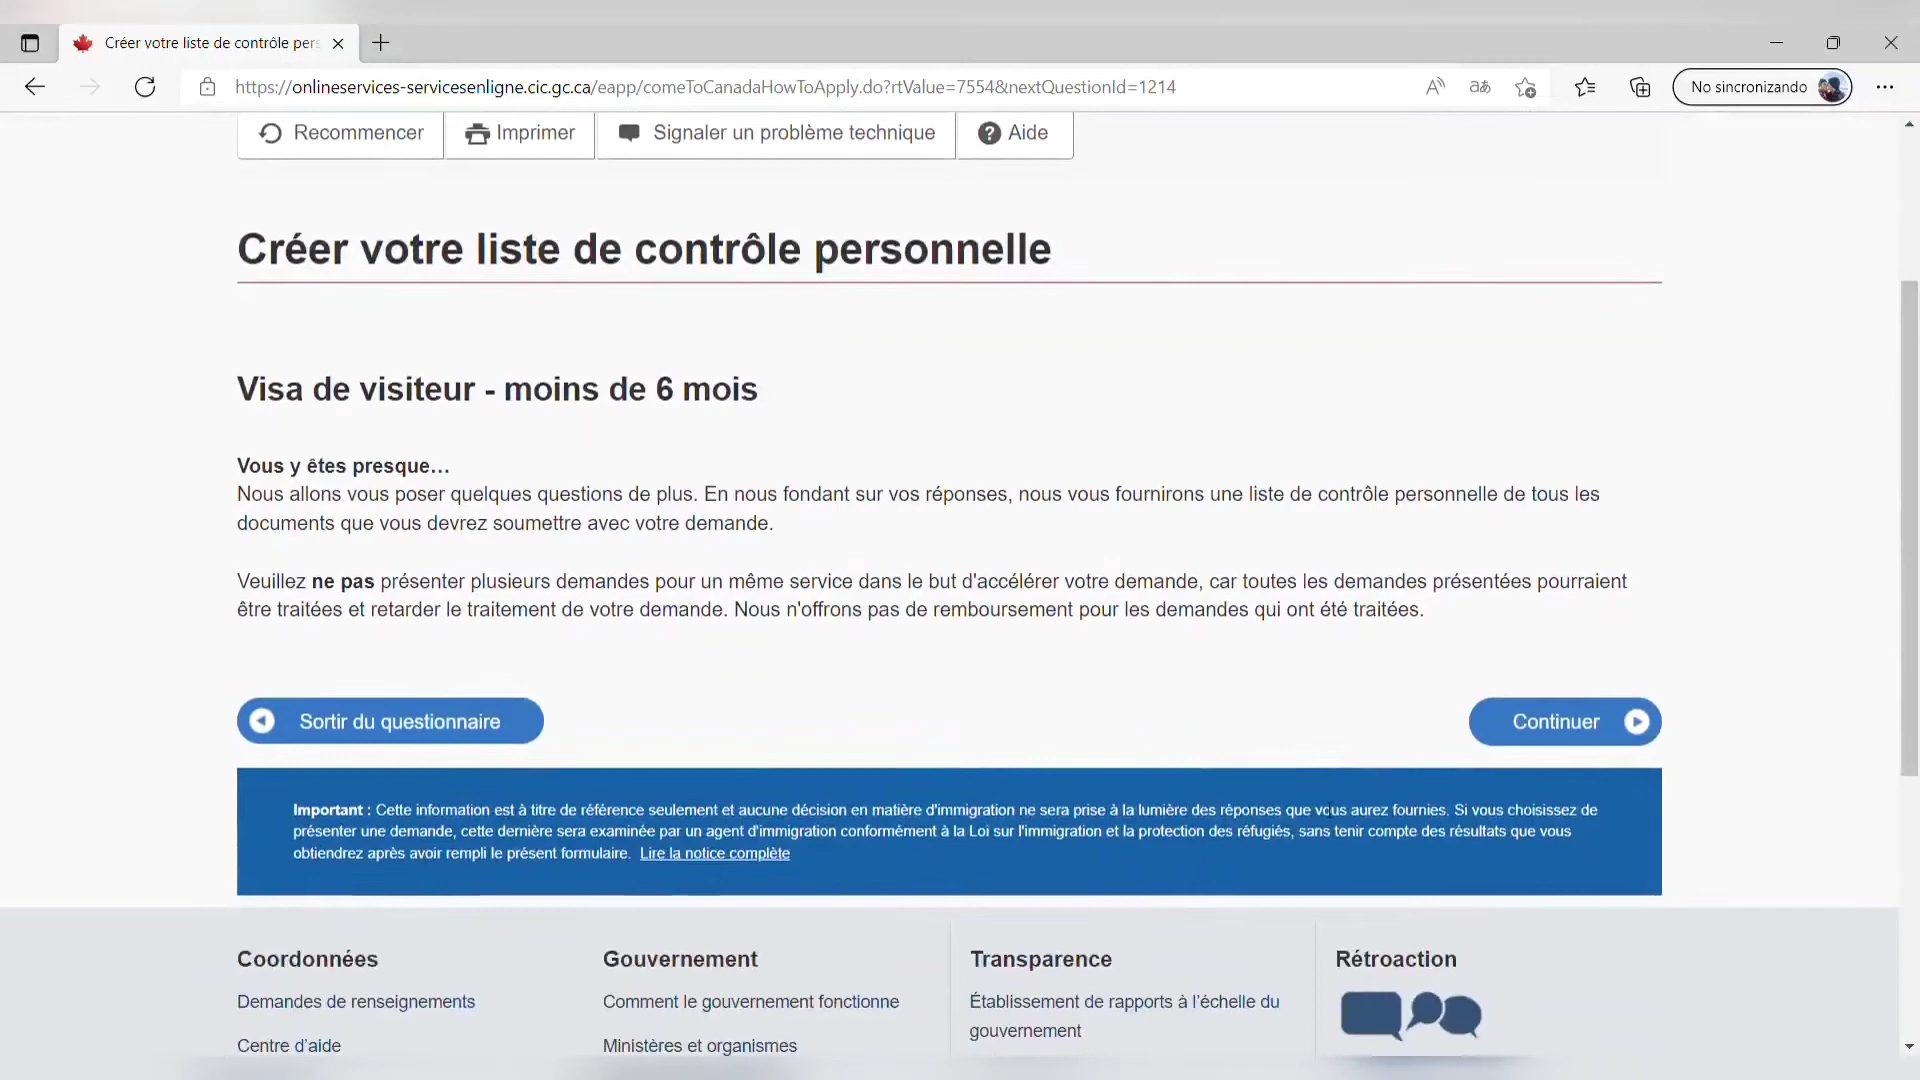 Créer votre liste de contrôle pers
https://onlineservices-servicesenligne.cic.gc.ca/eapp/comeToCanadaHowToApply.do?rtValue=7554&nextQuestionId=1214
No sincronizando
Recommencer
Imprimer
Signaler un problème technique
Aide
Créer votre liste de contrôle personnelle
Visa de visiteur - moins de 6 mois
Vous y êtes presque…
Nous allons vous poser quelques questions de plus. En nous fondant sur vos réponses, nous vous fournirons une liste de contrôle personnelle de tous les
documents que vous devrez soumettre avec votre demande.
Veuillez ne pas présenter plusieurs demandes pour un même service dans le but d'accélérer votre demande, car toutes les demandes présentées pourraient
être traitées et retarder le traitement de votre demande. Nous n'offrons pas de remboursement pour les demandes qui ont été traitées.
Sortir du questionnaire
Continuer
Important : Cette information est à titre de référence seulement et aucune décision en matière d'immigration ne sera prise à la lumière des réponses que vous aurez fournies. Si vous choisissez de
présenter une demande, cette dernière sera examinée par un agent d'immigration conformément à la Loi sur l'immigration et la protection des réfugiés, sans tenir compte des résultats que vous
obtiendrez après avoir rempli le présent formulaire. Lire la notice complète
Coordonnées
Demandes de renseignements
Centre d'aide
Gouvernement
Comment le gouvernement fonctionne
Ministères et organismes
Transparence
Établissement de rapports à l'échelle du
gouvernement
Rétroaction